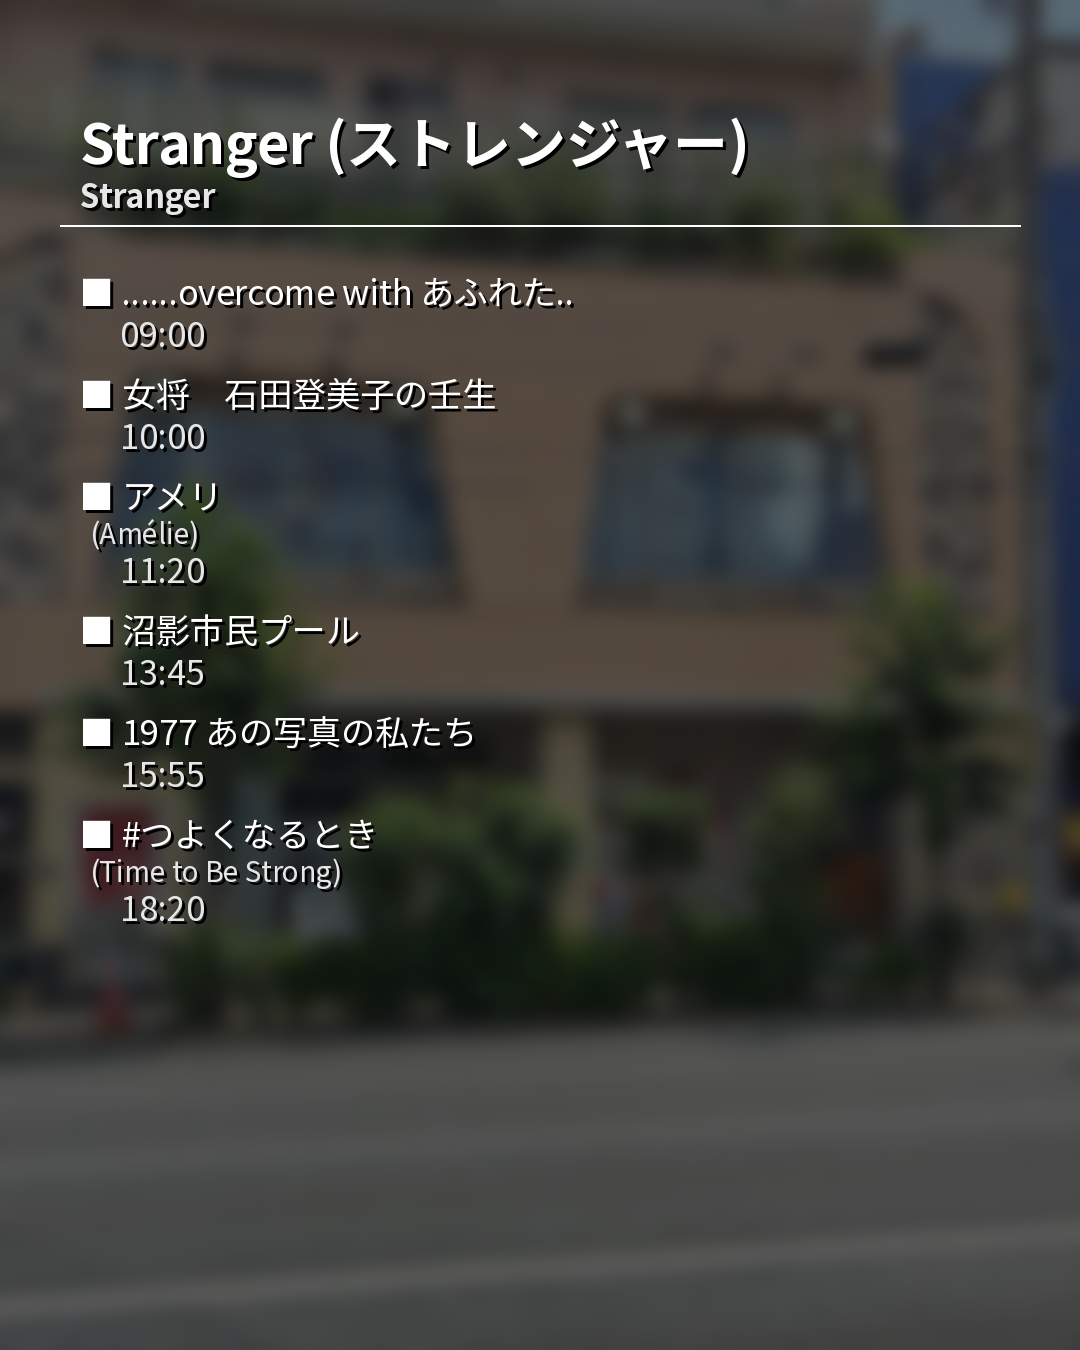 Stranger (ストレンジャー)
Stranger
■ ......overcome with あふれた..
09:00
■ 女将　石田登美子の壬生
10:00
■ アメリ
(Amélie)
11:20
■ 沼影市民プール
13:45
■ 1977 あの写真の私たち
15:55
■ #つよくなるとき
(Time to Be Strong)
18:20